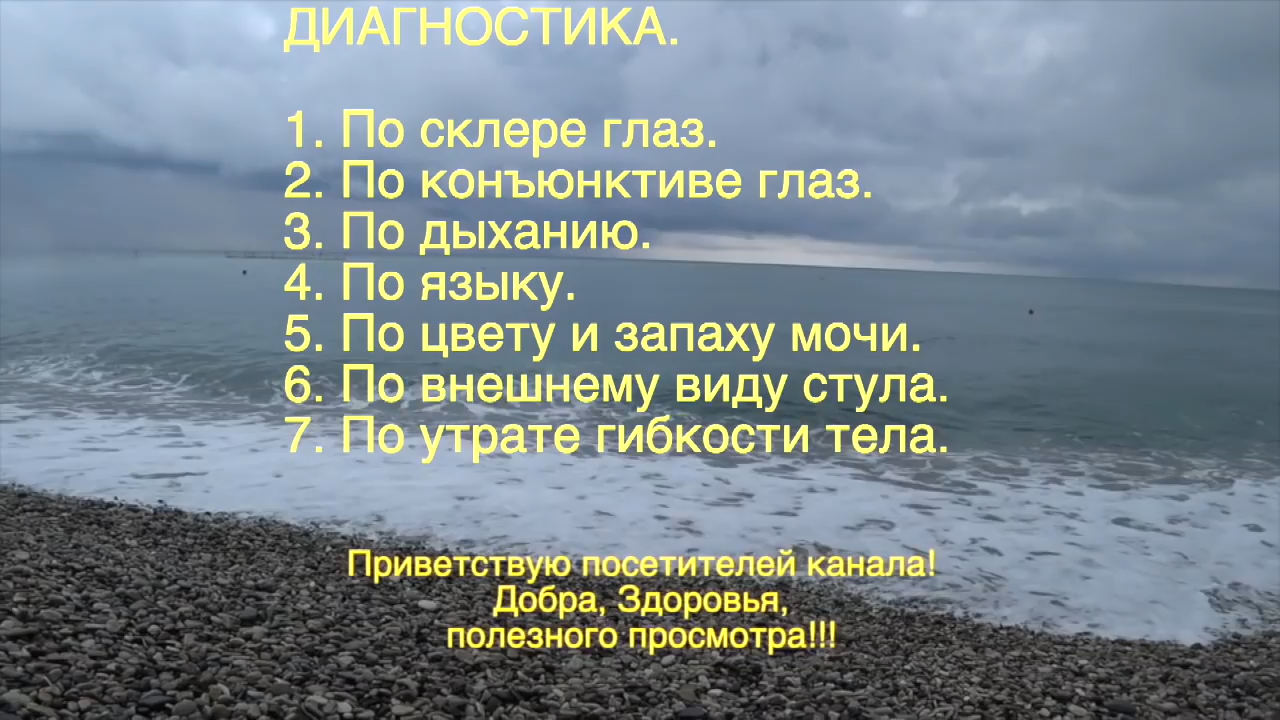 ДИАГНОСТИКА.
1. По склере глаз.
2. По конъюнктиве глаз.
3. По дыханию.
4. По языку.
5. По цвету и запаху мочи.
6. По внешнему виду стула.
7. По утрате гибкости тела.
Приветствую посетителей канала!
Добра, Здоровья,
полезного просмотра!!!